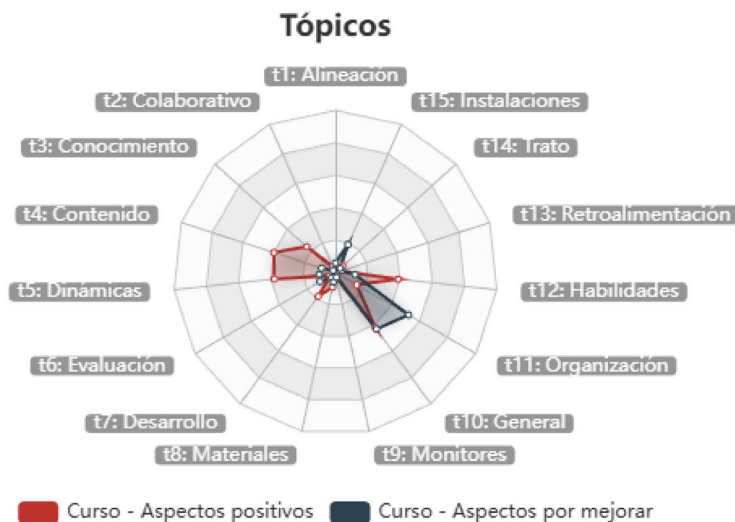 Tópicos
t1: Alineación
t2: Colaborativo
t15: Instalaciones
t3: Conocimiento
t14: Trato
t4: Contenido
t13: Retroalimentación
t5: Dinámicas
t12: Habilidades
t6: Evaluación
t11: Organización
t7: Desarrollo
t10: General
t8: Materiales
t9: Monitores
Curso - Aspectos positivos
Curso - Aspectos por mejorar